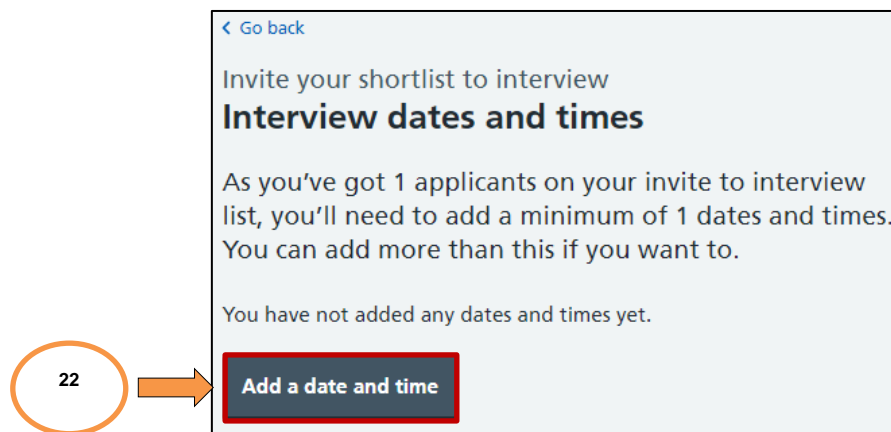 Go back
Invite your shortlist to interview
Interview dates and times
As you've got 1 applicants on your invite to interview
list, you'll need to add a minimum of 1 dates and times.
You can add more than this if you want to.
You have not added any dates and times yet.
22
Add a date and time